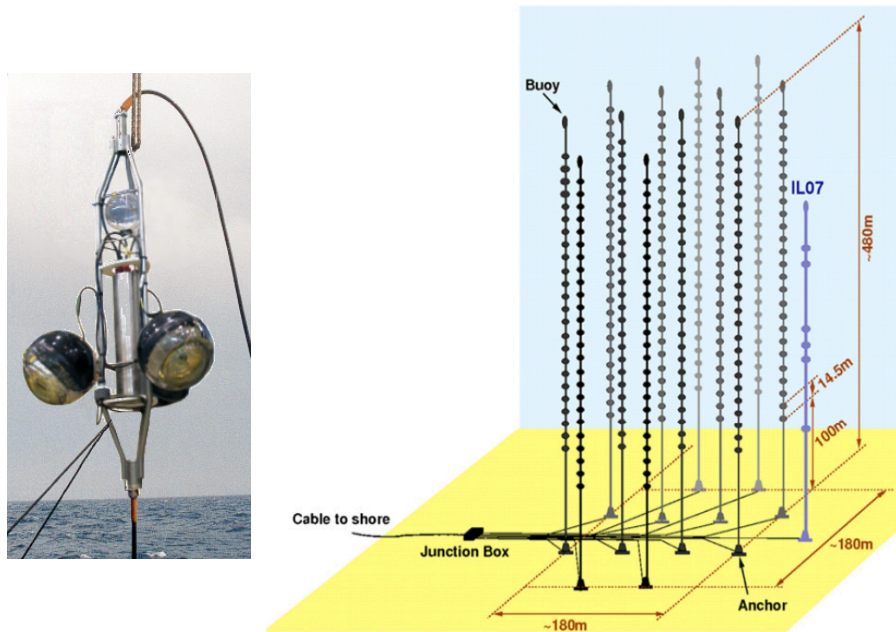 Buoy
IL07
~480m
14.5m
100m
Cable to shore
Junction Box
~180m
Anchor
~180m